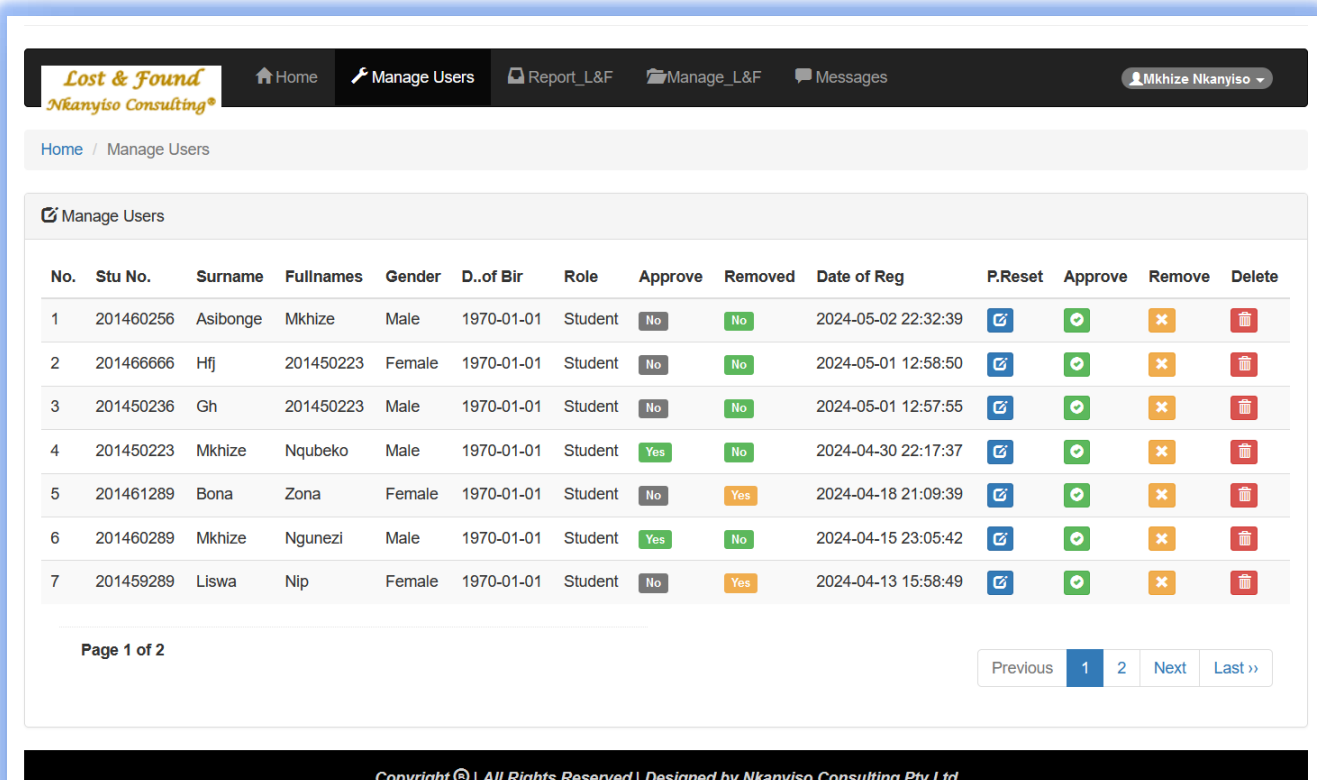 Lost & Found
Nkanyiso Consulting®
Home Manage Users Report_L&F Manage_L&F Messages Mkhize Nkanyiso
Home / Manage Users
Manage Users
No. Stu No. Surname Fullnames Gender D..of Bir Role Approve Removed Date of Reg P.Reset Approve Remove Delete
1 201460256 Asibonge Mkhize Male 1970-01-01 Student No No 2024-05-02 22:32:39
2 201466666 Hfj 201450223 Female 1970-01-01 Student No No 2024-05-01 12:58:50
3 201450236 Gh 201450223 Male 1970-01-01 Student No No 2024-05-01 12:57:55
4 201450223 Mkhize Nqubeko Male 1970-01-01 Student Yes No 2024-04-30 22:17:37
5 201461289 Bona Zona Female 1970-01-01 Student No Yes 2024-04-18 21:09:39
6 201460289 Mkhize Ngunezi Male 1970-01-01 Student Yes No 2024-04-15 23:05:42
7 201459289 Liswa Nip Female 1970-01-01 Student No Yes 2024-04-13 15:58:49
Page 1 of 2
Previous 1 2 Next Last ››
Copyright Ⓑ | All Rights Reserved | Designed by Nkanyiso Consulting Pty Ltd